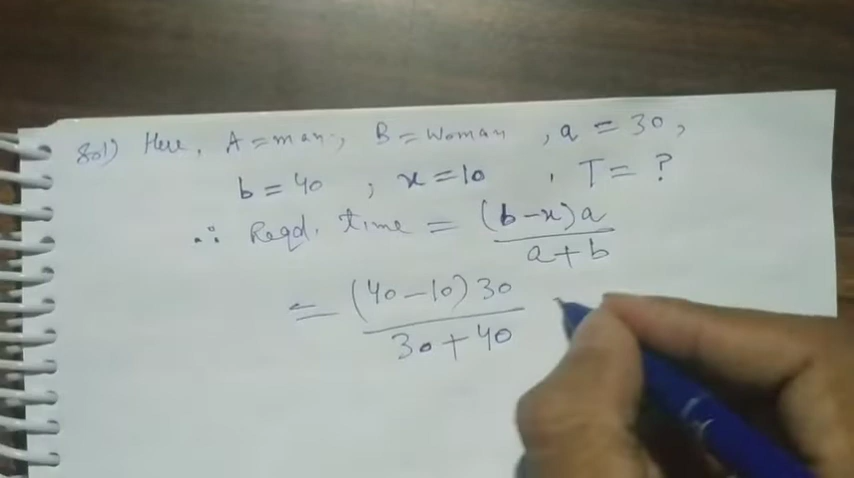 Sol) Here, A = man, B = woman, a = 30,
b = 40, x = 10, T = ?
∴ Reqd. time = (b-x)a / a+b
= (40-10)30 / 30+40